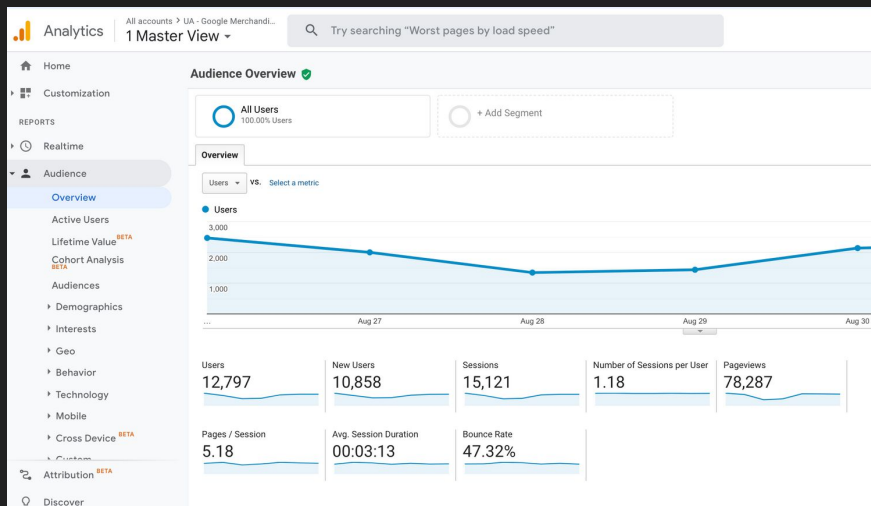 Analytics
All accounts > UA - Google Merchandi...
1 Master View
Try searching “Worst pages by load speed”
Home
Customization
REPORTS
Realtime
Audience
Overview
Active Users
Lifetime Value BETA
Cohort Analysis
BETA
Audiences
Demographics
Interests
Geo
Behavior
Technology
Mobile
Cross Device BETA
Custom
Attribution BETA
Discover
Audience Overview
All Users
100.00% Users
+ Add Segment
Overview
Users VS. Select a metric
Users
3,000
2,000
1,000
... Aug 27 Aug 28 Aug 29 Aug 30
Users New Users Sessions Number of Sessions per User Pageviews
12,797 10,858 15,121 1.18 78,287
Pages / Session Avg. Session Duration Bounce Rate
5.18 00:03:13 47.32%